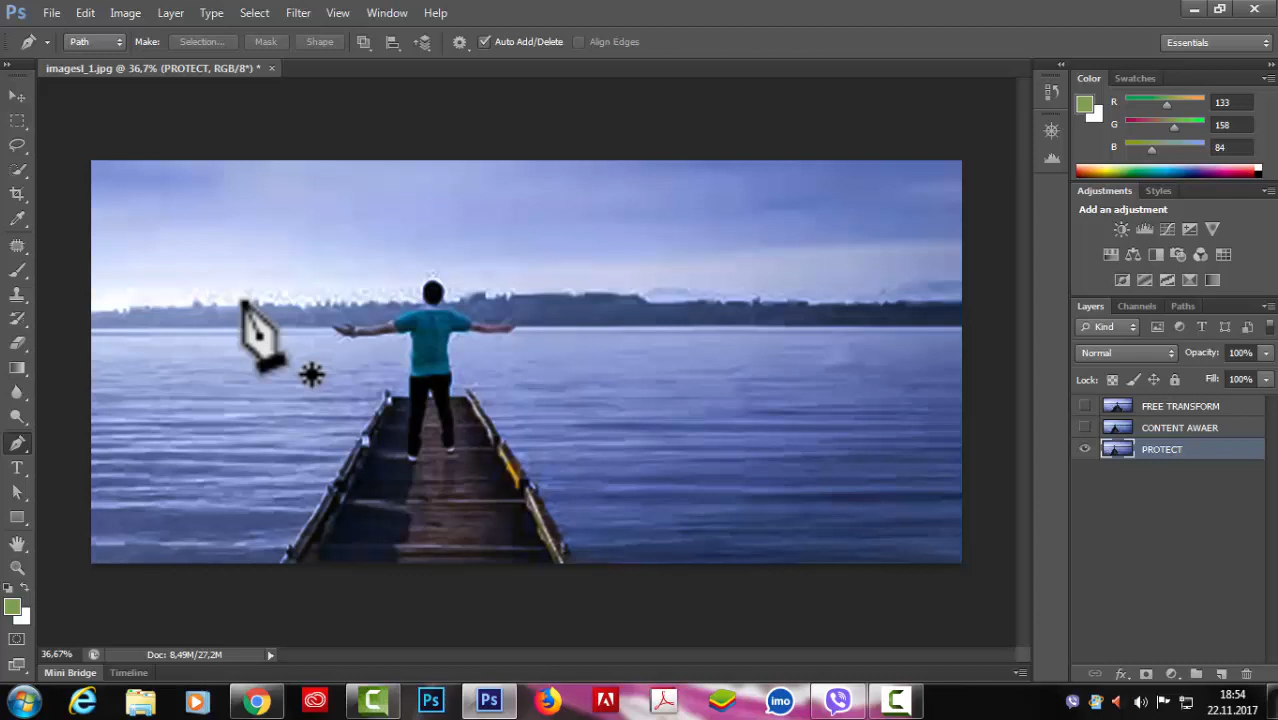 Ps File Edit Image Layer Type Select Filter View Window Help
Path Make: Selection... Mask Shape Auto Add/Delete Align Edges Essentials
imagesI_1.jpg @ 36,7% (PROTECT, RGB/8*) * ×
Color Swatches
R 133
G 158
B 84
Adjustments Styles
Add an adjustment
Layers Channels Paths
Kind
Normal Opacity: 100%
Lock: Fill: 100%
FREE TRANSFORM
CONTENT AWAER
PROTECT
36,67% Doc: 8,49M/27,2M
Mini Bridge Timeline
Ps Ps imo
18:54
22.11.2017